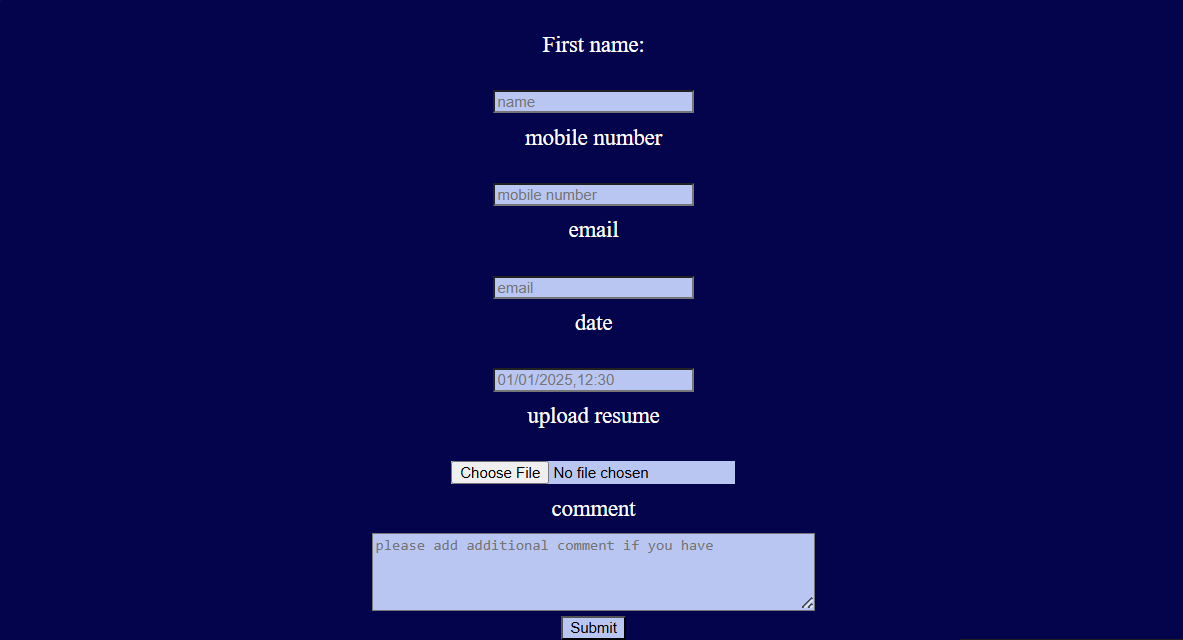 First name:
name
mobile number
mobile number
email
email
date
01/01/2025,12:30
upload resume
Choose File No file chosen
comment
please add additional comment if you have
Submit